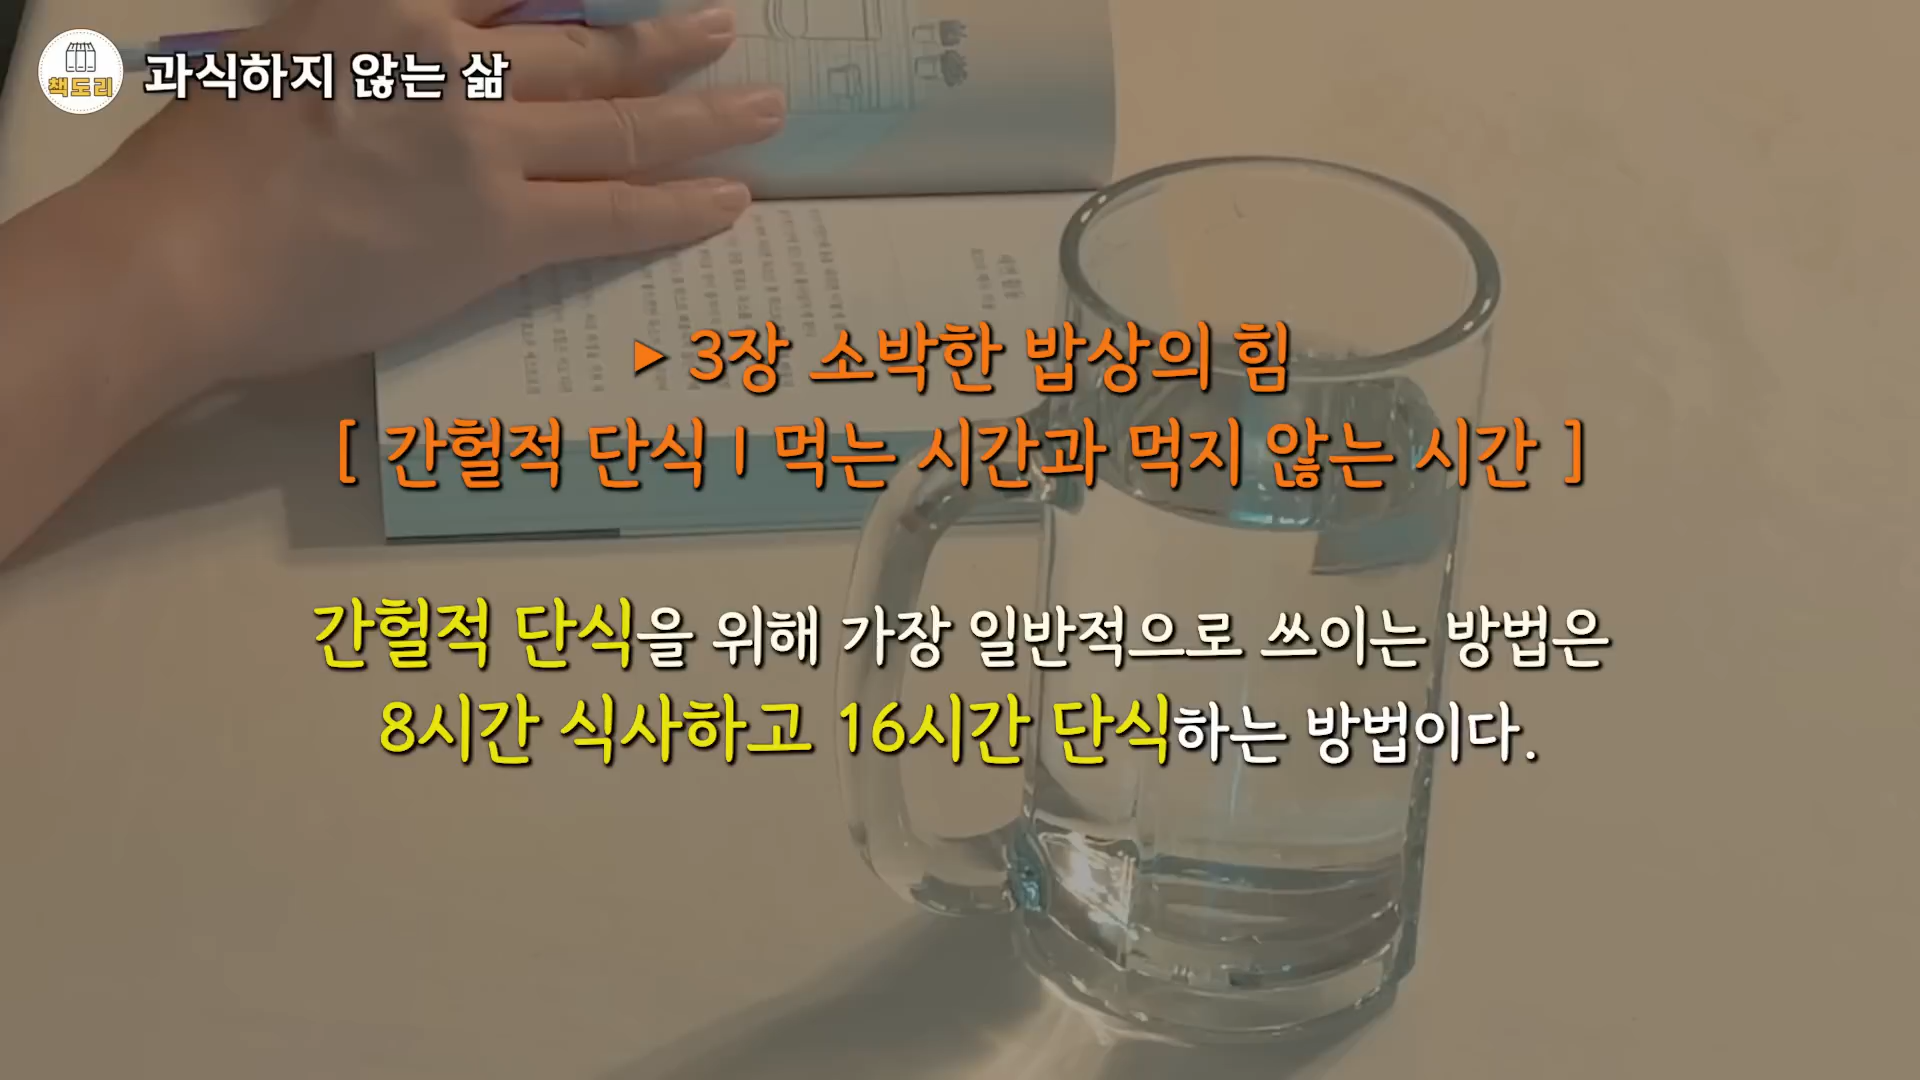 책도리
과식하지 않는 삶
▶ 3장 소박한 밥상의 힘
[ 간헐적 단식 I 먹는 시간과 먹지 않는 시간 ]
간헐적 단식을 위해 가장 일반적으로 쓰이는 방법은
8시간 식사하고 16시간 단식하는 방법이다.